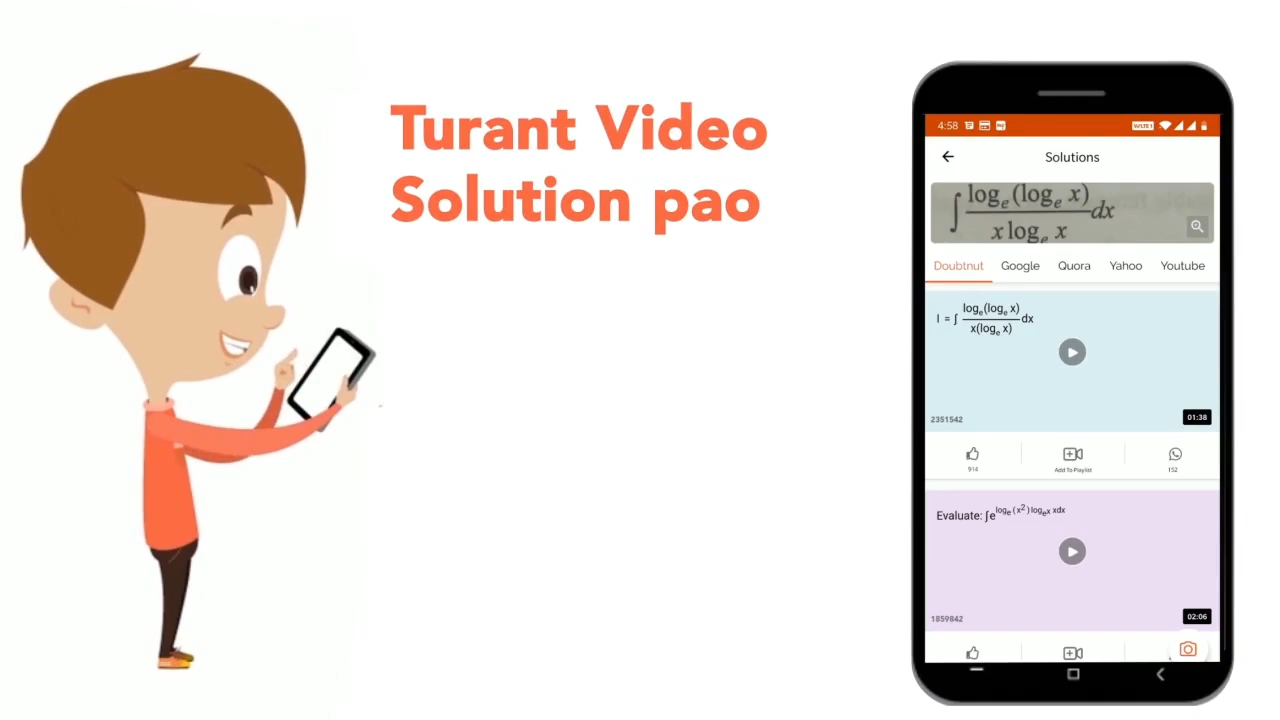 Turant Video
Solution pao
4:58
Solutions
∫ logₑ(logₑ x) / x logₑ x dx
Doubtnut Google Quora Yahoo Youtube
I = ∫ logₑ(logₑ x) / x(logₑ x) dx
2351542 01:38
914 Add To Playlist 152
Evaluate: ∫e^logₑ(x²)logₑx xdx
1859842 02:06